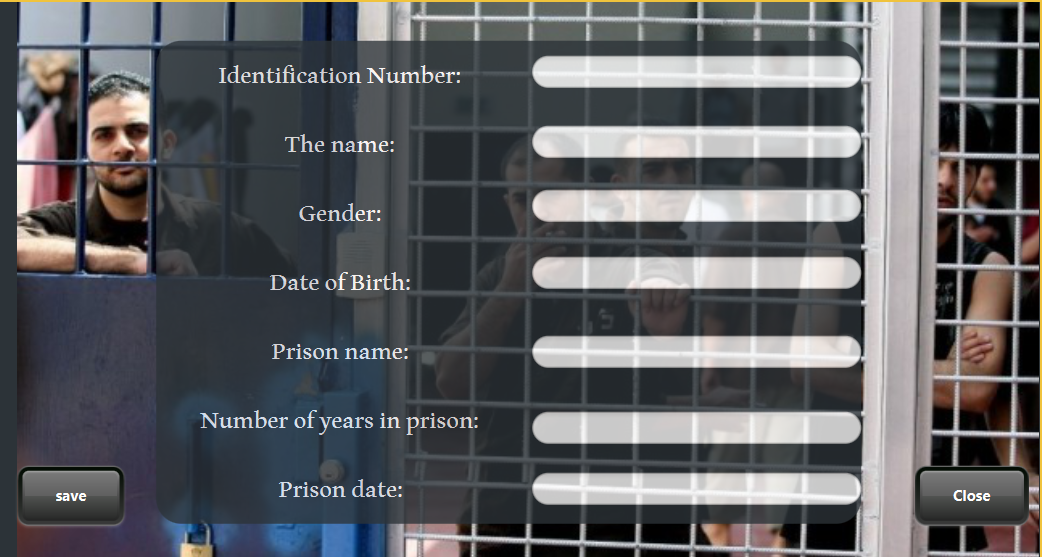 Identification Number:
The name:
Gender:
Date of Birth:
Prison name:
Number of years in prison:
Prison date:
save
Close